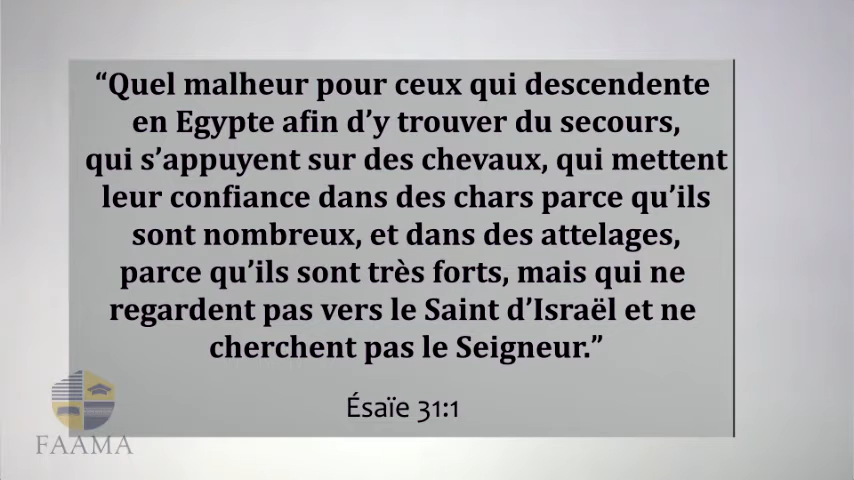 “Quel malheur pour ceux qui descendente
en Egypte afin d’y trouver du secours,
qui s’appuyent sur des chevaux, qui mettent
leur confiance dans des chars parce qu’ils
sont nombreux, et dans des attelages,
parce qu’ils sont très forts, mais qui ne
regardent pas vers le Saint d’Israël et ne
cherchent pas le Seigneur.”
Ésaïe 31:1
FAAMA